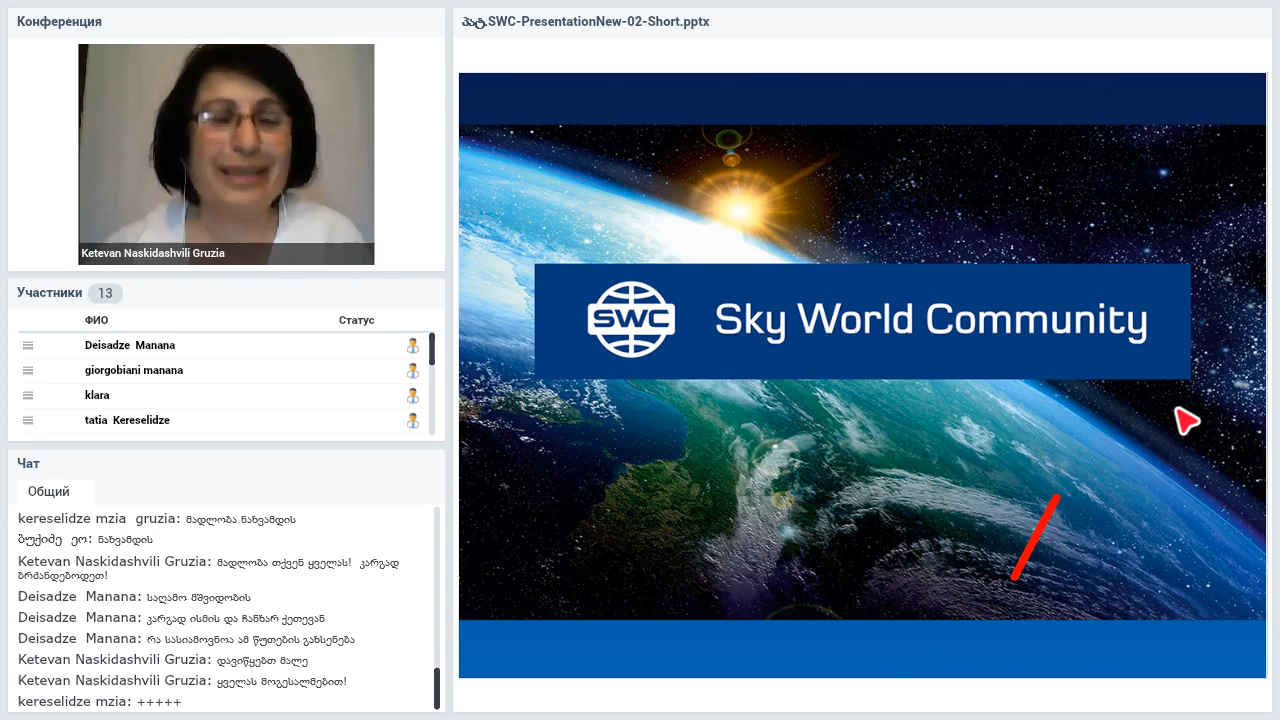 Конференция
Ketevan Naskidashvili Gruzia
Участники 13
ФИО Статус
Deisadze Manana
giorgobiani manana
klara
tatia Kereselidze
Чат
Общий
kereselidze mzia gruzia: მადლობა ნახვამდის
ბუქიძე ეო: ნახვამდის
Ketevan Naskidashvili Gruzia: მადლობა თქვენ ყველას! კარგად
ბრძანდებოდეთ!
Deisadze Manana: საღამო მშვიდობის
Deisadze Manana: კარგად ისმის და ჩანხარ ქეთევან
Deisadze Manana: რა სასიამოვნოა ამ წუთების გახსენება
Ketevan Naskidashvili Gruzia: დავიწყებთ მალე
Ketevan Naskidashvili Gruzia: ყველას მოგესალმებით!
kereselidze mzia: +++++
პატ.SWC-PresentationNew-02-Short.pptx
SWC Sky World Community